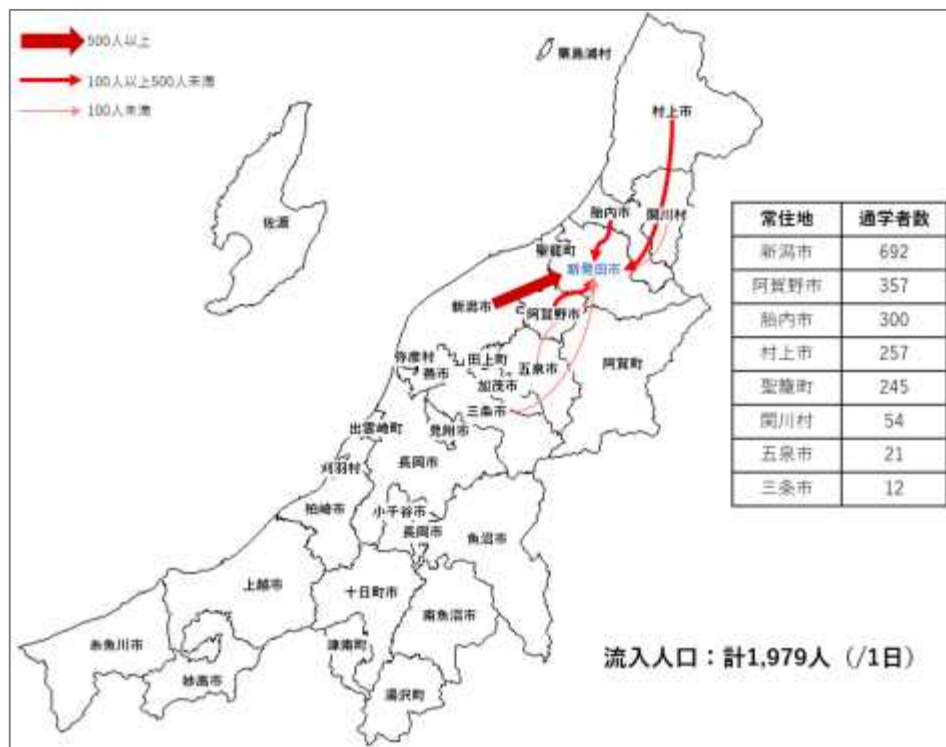 500人以上
100人以上500人未満
100人未満
粟島浦村
村上市
佐渡
胎内市
関川村
聖籠町
新発田市
新潟市
阿賀野市
弥彦村
燕市
田上町
加茂市
五泉市
阿賀町
三条市
出雲崎町
見附市
長岡市
刈羽村
柏崎市
小千谷市
長岡市
魚沼市
上越市
十日町市
南魚沼市
糸魚川市
妙高市
津南町
湯沢町
常住地 通学者数
新潟市 692
阿賀野市 357
胎内市 300
村上市 257
聖籠町 245
関川村 54
五泉市 21
三条市 12
流入人口：計1,979人（/1日）